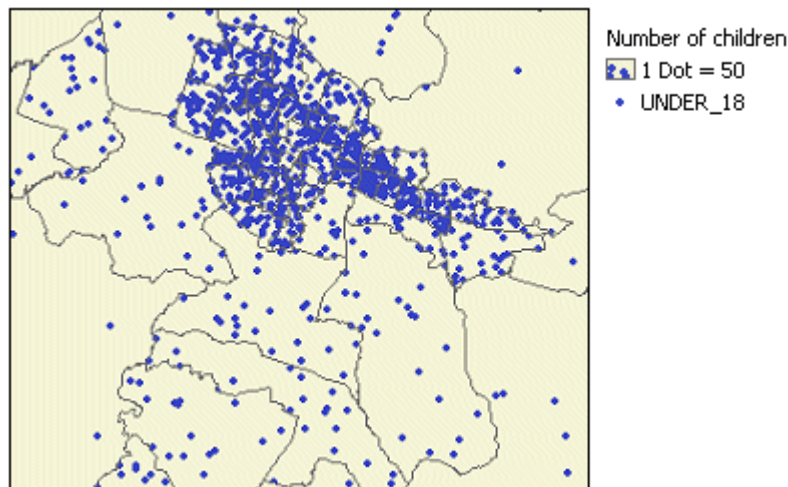 Number of children
1 Dot = 50
UNDER_18